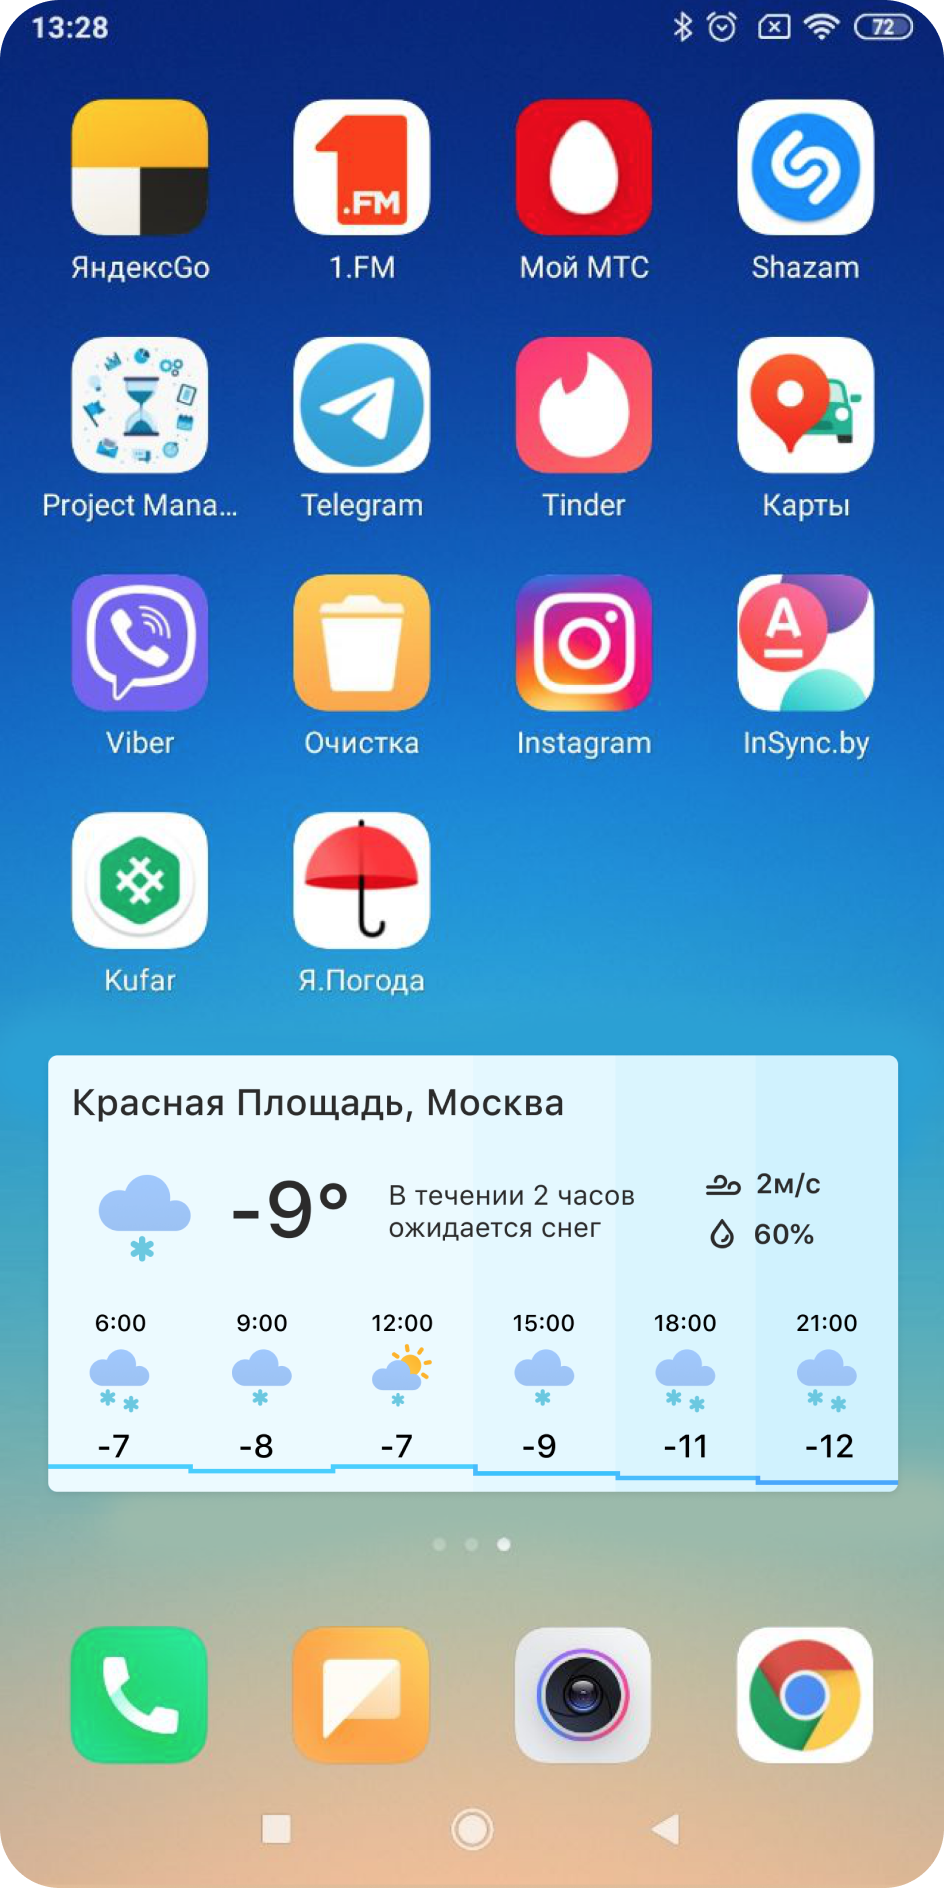 13:28
72
.FM
ЯндексGo
1.FM
Мой МТС
Shazam
Project Mana...
Telegram
Tinder
Карты
A
Viber
Очистка
Instagram
InSync.by
Kufar
Я.Погода
Красная Площадь, Москва
-9°
В течении 2 часов
ожидается снег
2м/с
60%
6:00
9:00
12:00
15:00
18:00
21:00
-7
-8
-7
-9
-11
-12